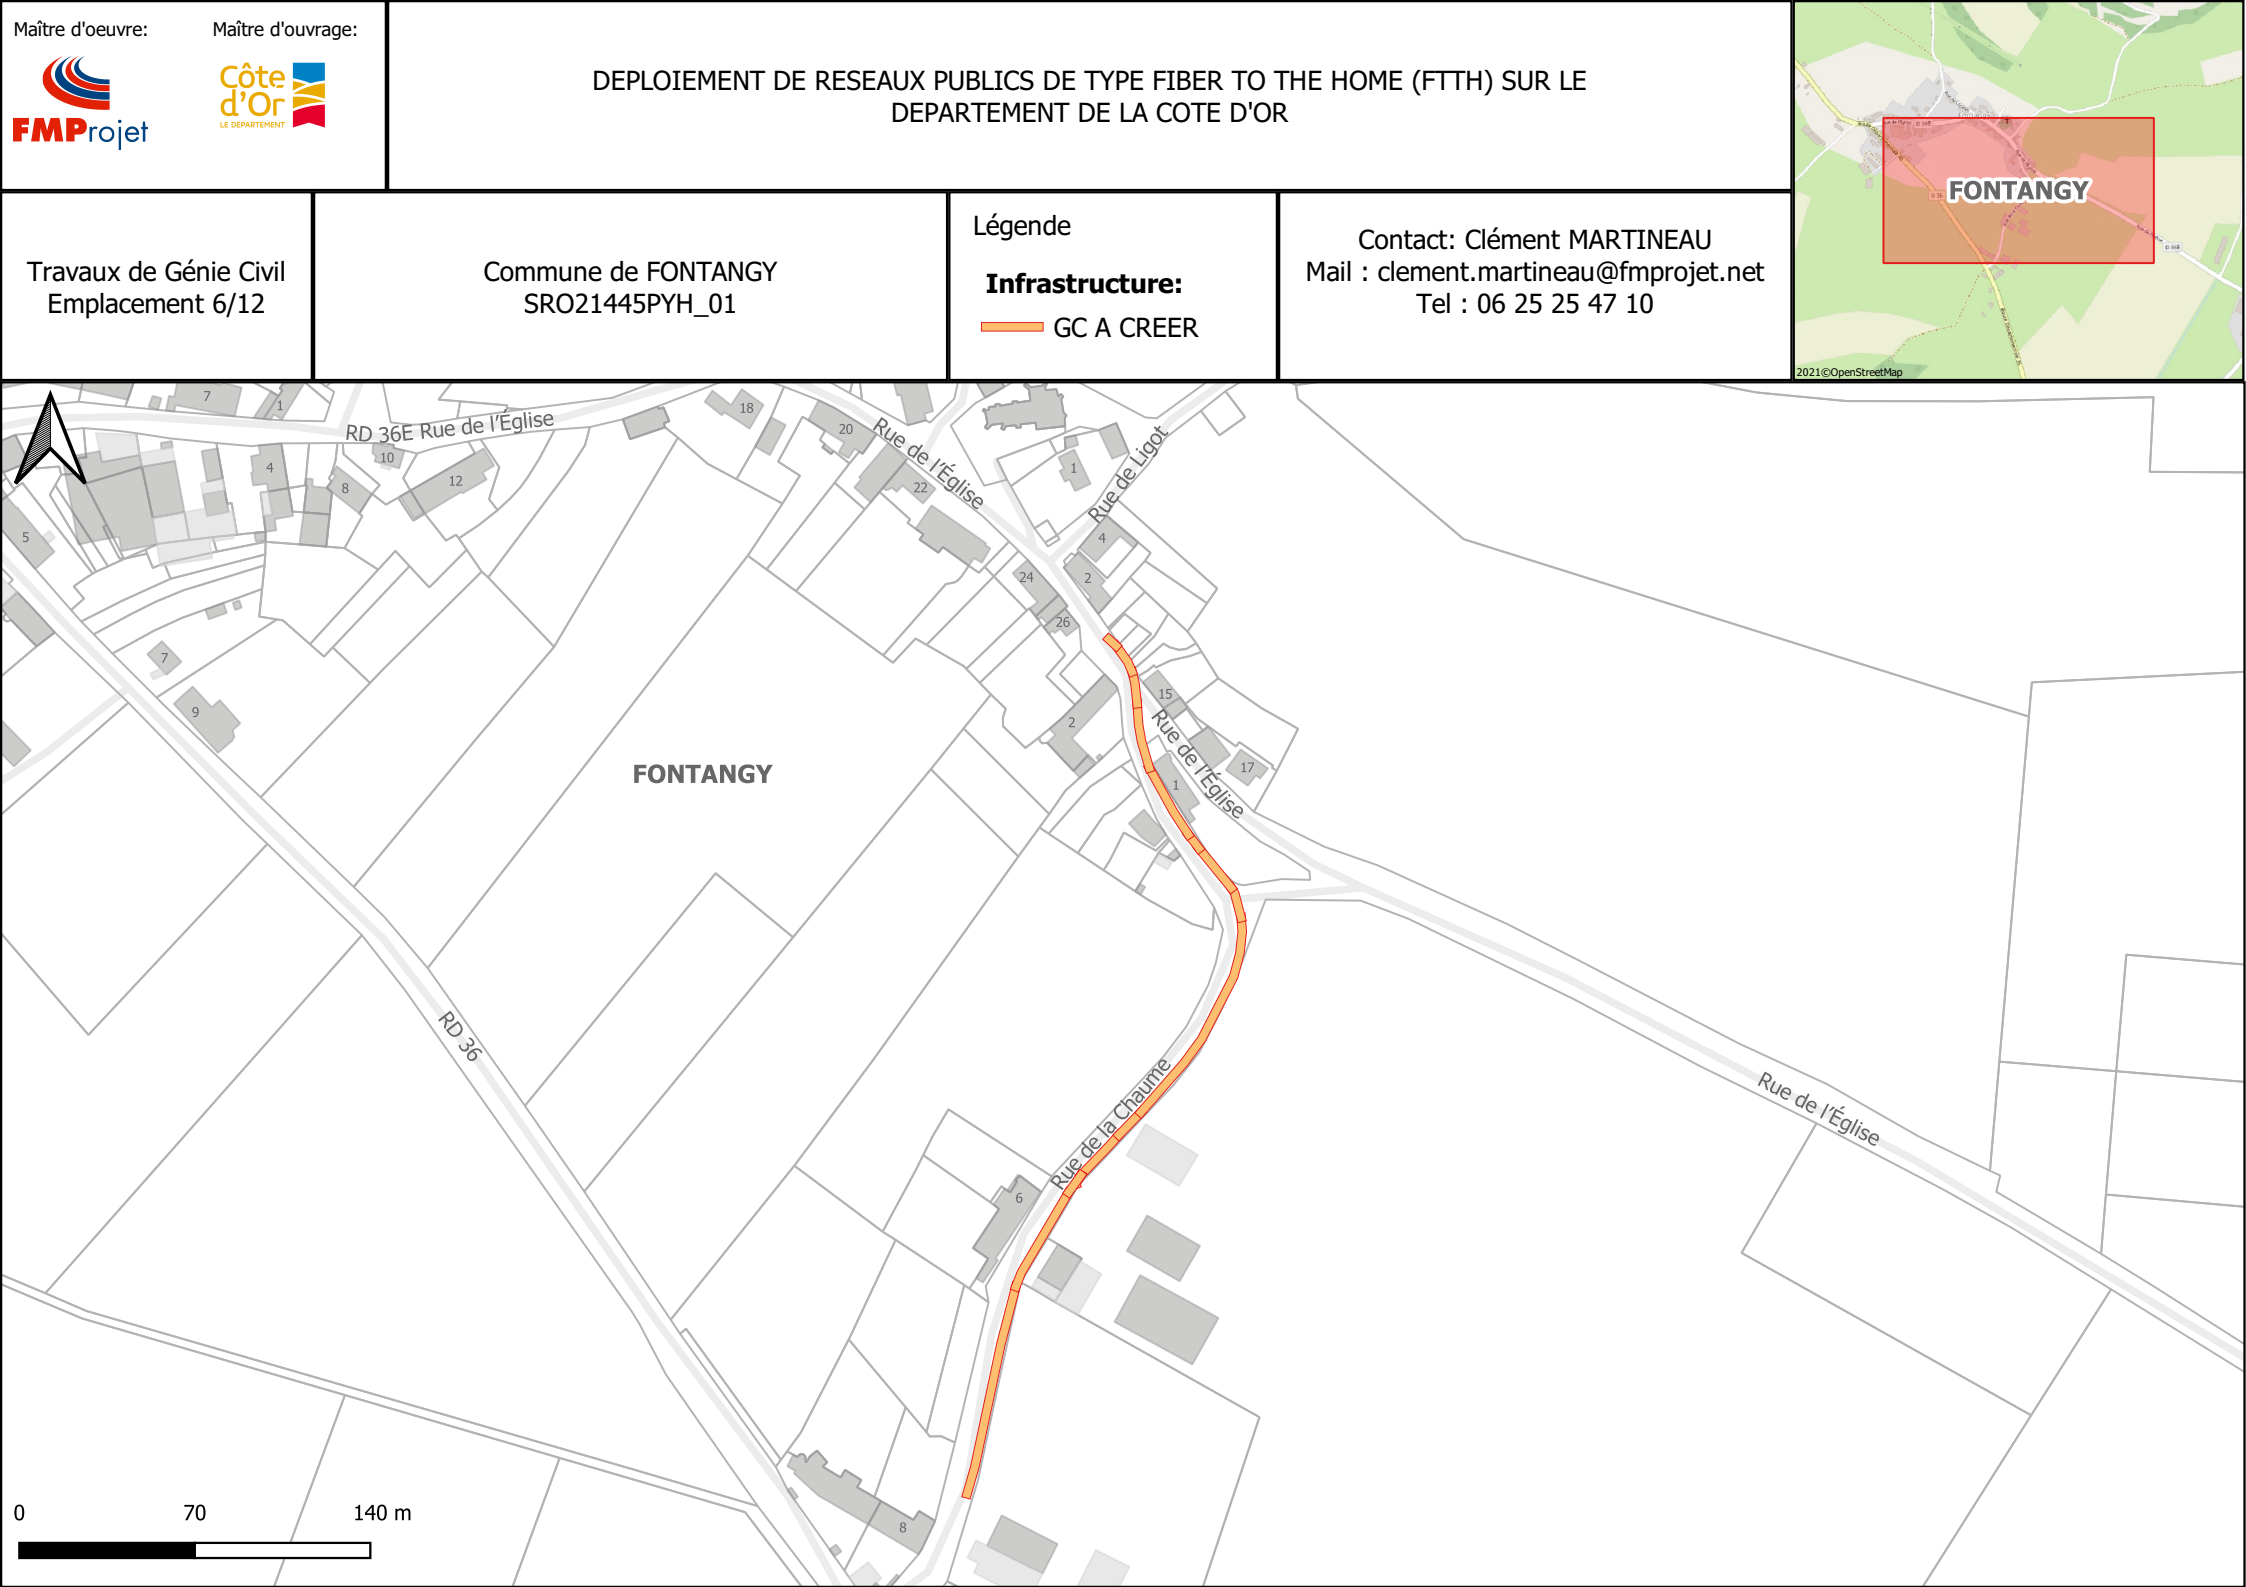 Maître d'oeuvre:
Maître d'ouvrage:
FMProjet
Côte
d'Or
LE DÉPARTEMENT
DEPLOIEMENT DE RESEAUX PUBLICS DE TYPE FIBER TO THE HOME (FTTH) SUR LE
DEPARTEMENT DE LA COTE D'OR
FONTANGY
2021©OpenStreetMap
Travaux de Génie Civil
Emplacement 6/12
Commune de FONTANGY
SRO21445PYH_01
Légende
Infrastructure:
GC A CREER
Contact: Clément MARTINEAU
Mail : clement.martineau@fmprojet.net
Tel : 06 25 25 47 10
7
1
RD 36E Rue de l'Église
18
20
Rue de l'Église
22
1
Rue de Ligot
10
4
8
12
5
4
2
24
26
7
9
15
2
Rue de l'Église
17
1
FONTANGY
RD 36
Rue de la Chaume
Rue de l'Église
6
8
0 70 140 m